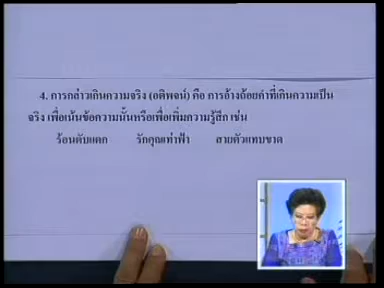 4. การกล่าวเกินความจริง (อติพจน์) คือ การอ้างถ้อยคำที่เกินความเป็น
จริง เพื่อเน้นข้อความนั้นหรือเพื่อเพิ่มความรู้สึก เช่น
ร้อนตับแตก รักคุณเท่าฟ้า สายตัวแทบขาด